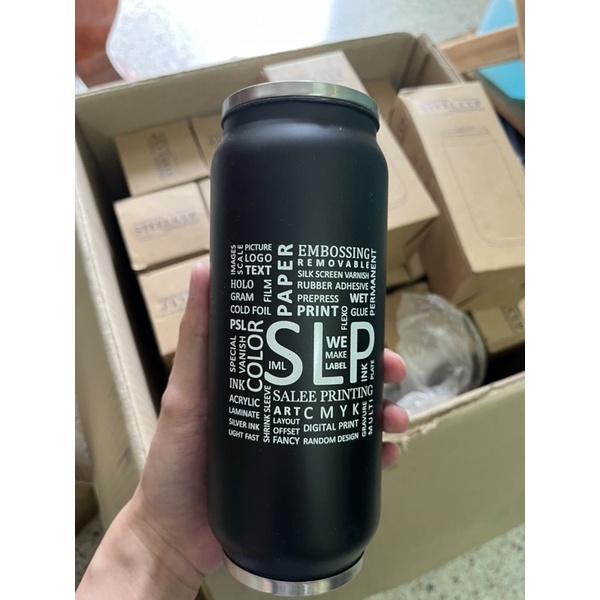 IMAGES
SCALE
PICTURE
LOGO
TEXT
HOLO
GRAM
FILM
COLD FOIL
PAPER
EMBOSSING
REMOVABLE
SILK SCREEN VARNISH
RUBBER ADHESIVE
PREPRESS
WET
PRINT
FLEXO
GLUE
PERMANENT
PSL
SPECIAL
VANISH
COLOR
SLP
IML
WE
MAKE
LABEL
INK
PLATE
INK
SALEE PRINTING
ACRYLIC
LAMINATE
SILVER INK
LIGHT FAST
SHRINK SLEEVE
ART
CMYK
LAYOUT
OFFSET
FANCY
DIGITAL PRINT
RANDOM DESIGN
GRAVURE
MULTI